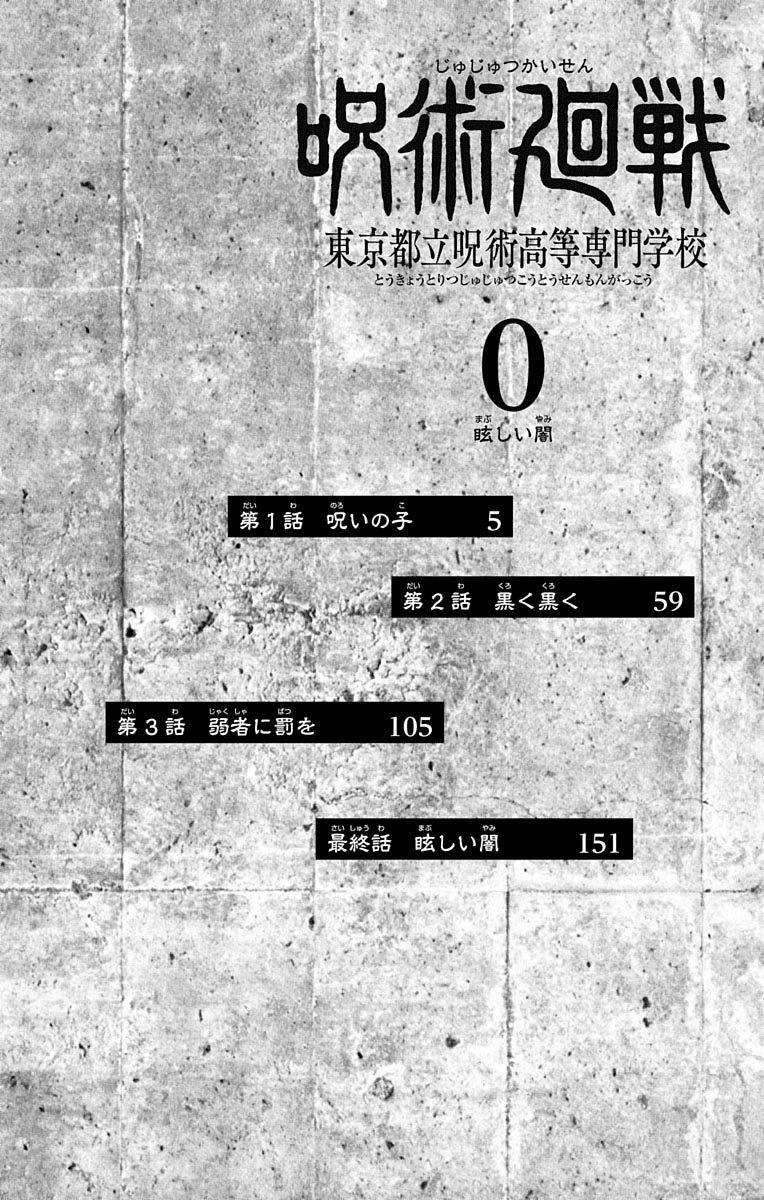 じゅじゅつかいせん
呪術廻戦
東京都立呪術高等専門学校
とうきょうとりつじゅじゅつこうとうせんもんがっこう
0
まぶ やみ
眩しい闇
だい わ のろ こ
第1話 呪いの子 5
だい わ くろ くろ
第2話 黒く黒く 59
だい わ じゃくしゃ ばつ
第3話 弱者に罰を 105
さいしゅうわ まぶ やみ
最終話 眩しい闇 151